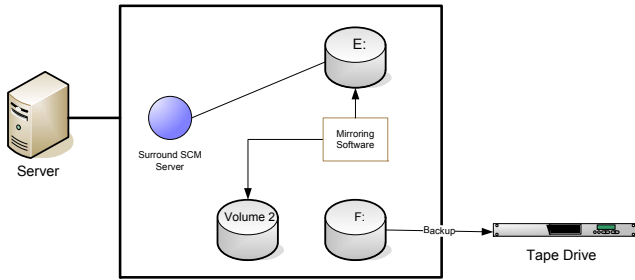 E:
Mirroring
Software
Server
Surround SCM
Server
Volume 2
F:
Backup
Tape Drive